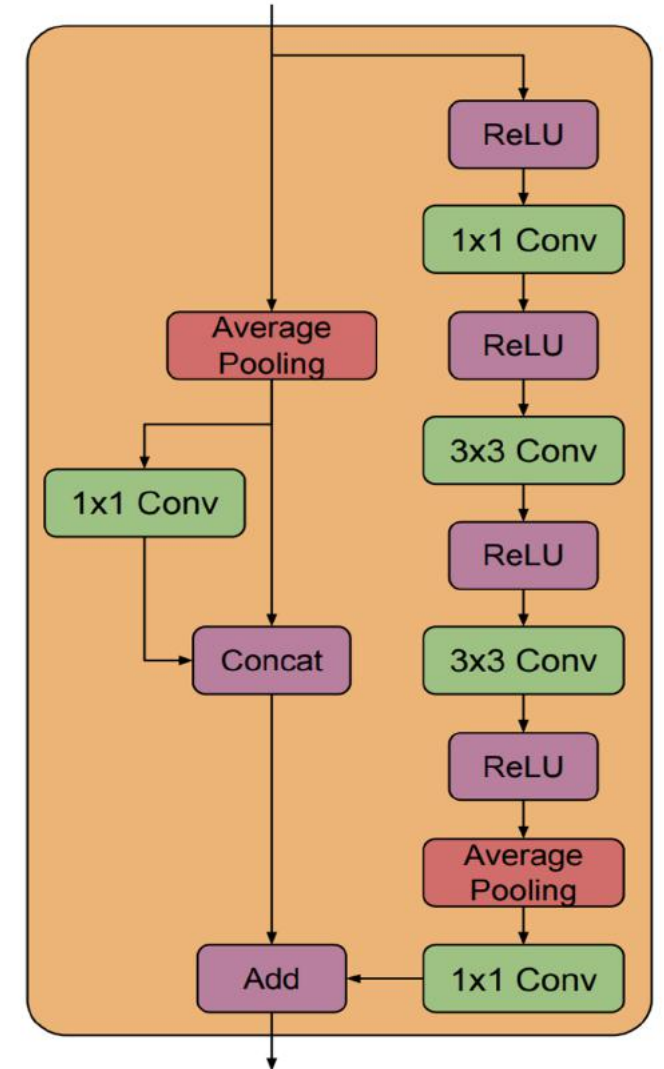 ReLU
1x1 Conv
Average
Pooling
ReLU
3x3 Conv
1x1 Conv
ReLU
Concat
3x3 Conv
ReLU
Average
Pooling
Add
1x1 Conv